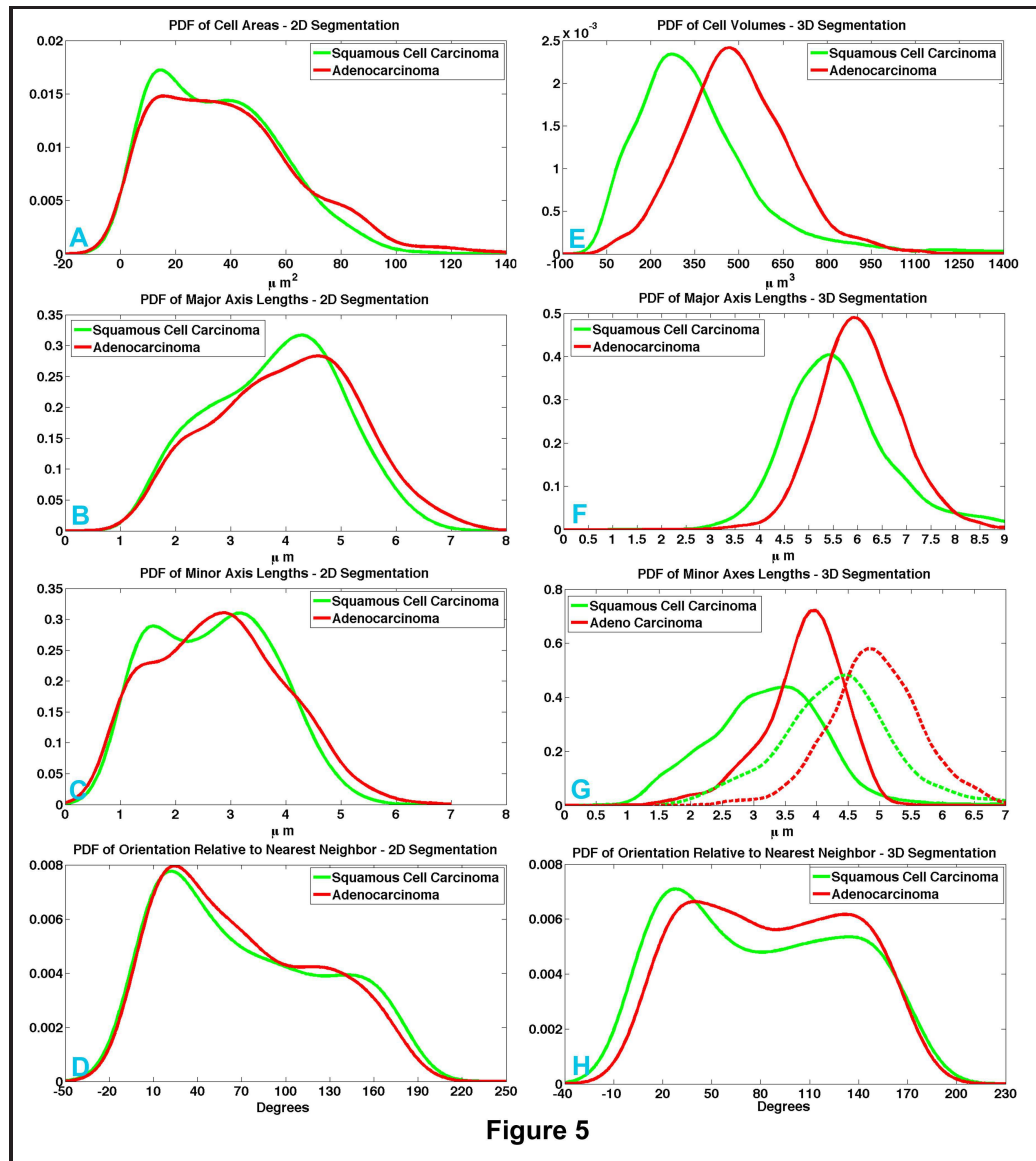 PDF of Cell Areas - 2D Segmentation
0.02
0.015
0.01
0.005
0
Squamous Cell Carcinoma
Adenocarcinoma
A
-20 0 20 40 60 80 100 120 140
μ m²
PDF of Cell Volumes - 3D Segmentation
x 10⁻³
2.5
2
1.5
1
0.5
0
Squamous Cell Carcinoma
Adenocarcinoma
E
-100 50 200 350 500 650 800 950 1100 1250 1400
μ m³
PDF of Major Axis Lengths - 2D Segmentation
0.35
0.3
0.25
0.2
0.15
0.1
0.05
0
Squamous Cell Carcinoma
Adenocarcinoma
B
0 1 2 3 4 5 6 7 8
μ m
PDF of Major Axis Lengths - 3D Segmentation
0.5
0.4
0.3
0.2
0.1
0
Squamous Cell Carcinoma
Adenocarcinoma
F
0 0.5 1 1.5 2 2.5 3 3.5 4 4.5 5 5.5 6 6.5 7 7.5 8 8.5 9
μ m
PDF of Minor Axis Lengths - 2D Segmentation
0.35
0.3
0.25
0.2
0.15
0.1
0.05
0
Squamous Cell Carcinoma
Adenocarcinoma
C
0 1 2 3 4 5 6 7 8
μ m
PDF of Minor Axes Lengths - 3D Segmentation
0.8
0.6
0.4
0.2
0
Squamous Cell Carcinoma
Adeno Carcinoma
G
0 0.5 1 1.5 2 2.5 3 3.5 4 4.5 5 5.5 6 6.5 7
μ m
PDF of Orientation Relative to Nearest Neighbor - 2D Segmentation
0.008
0.006
0.004
0.002
0
Squamous Cell Carcinoma
Adenocarcinoma
D
-50 -20 10 40 70 100 130 160 190 220 250
Degrees
PDF of Orientation Relative to Nearest Neighbor - 3D Segmentation
0.008
0.006
0.004
0.002
0
Squamous Cell Carcinoma
Adenocarcinoma
H
-40 -10 20 50 80 110 140 170 200 230
Degrees
Figure 5